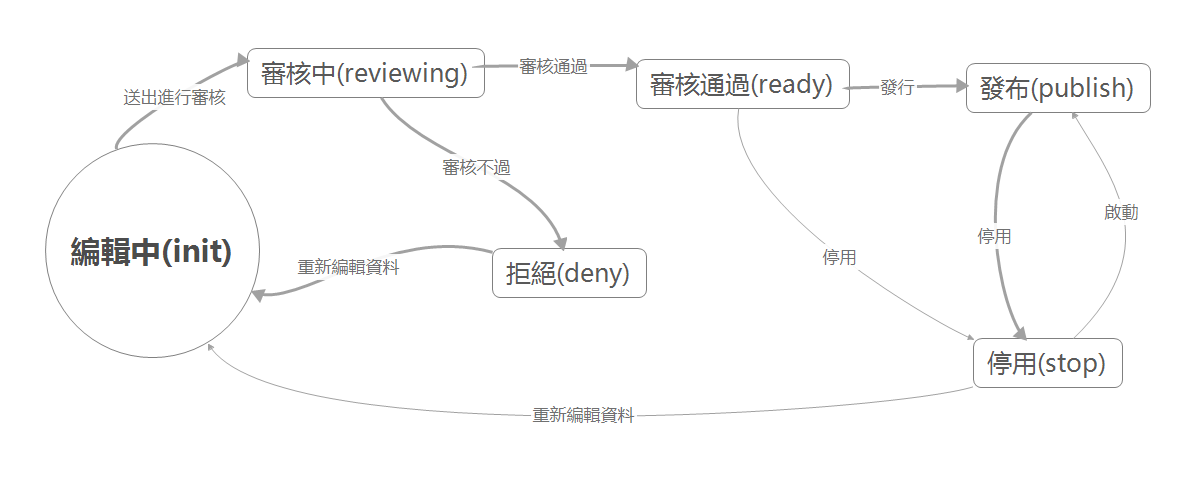 審核中(reviewing)
審核通過
審核通過(ready)
發行
發布(publish)
送出進行審核
審核不過
編輯中(init)
重新編輯資料
拒絕(deny)
停用
停用
啟動
停用(stop)
重新編輯資料